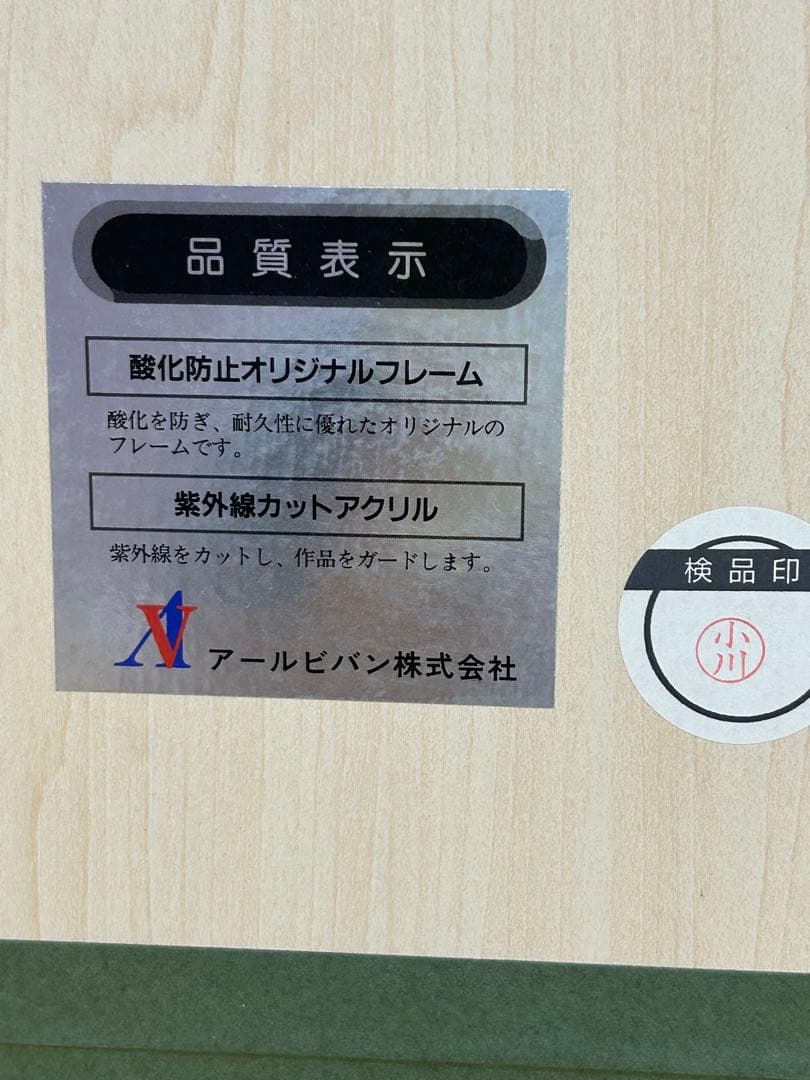 品質表示
酸化防止オリジナルフレーム
酸化を防ぎ、耐久性に優れたオリジナルの
フレームです。
紫外線カットアクリル
紫外線をカットし、作品をガードします。
AV アールビバン株式会社
検品印
小川